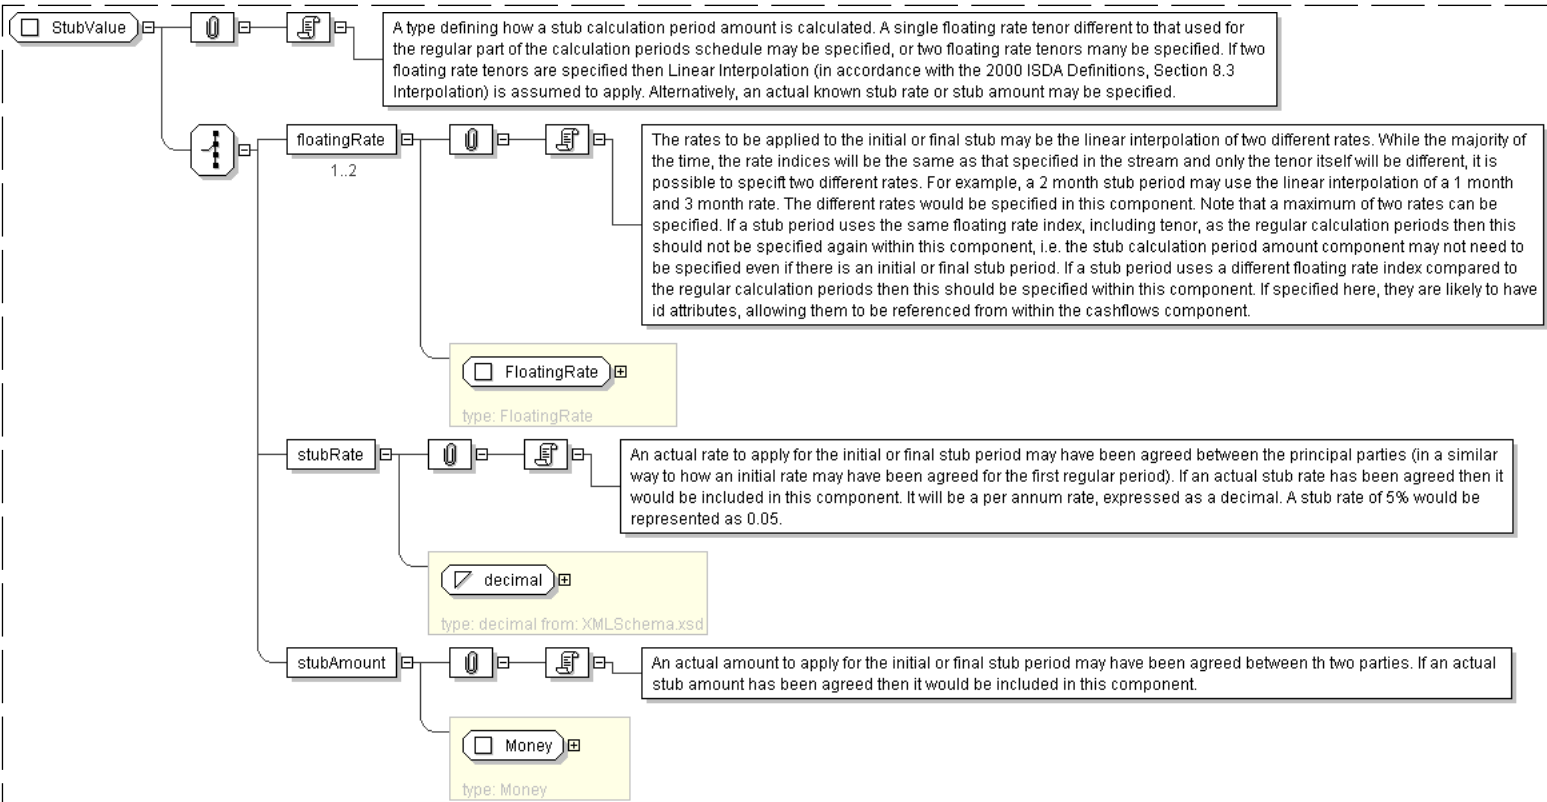 StubValue
A type defining how a stub calculation period amount is calculated. A single floating rate tenor different to that used for
the regular part of the calculation periods schedule may be specified, or two floating rate tenors many be specified. If two
floating rate tenors are specified then Linear Interpolation (in accordance with the 2000 ISDA Definitions, Section 8.3
Interpolation) is assumed to apply. Alternatively, an actual known stub rate or stub amount may be specified.
floatingRate
1..2
The rates to be applied to the initial or final stub may be the linear interpolation of two different rates. While the majority of
the time, the rate indices will be the same as that specified in the stream and only the tenor itself will be different, it is
possible to specift two different rates. For example, a 2 month stub period may use the linear interpolation of a 1 month
and 3 month rate. The different rates would be specified in this component. Note that a maximum of two rates can be
specified. If a stub period uses the same floating rate index, including tenor, as the regular calculation periods then this
should not be specified again within this component, i.e. the stub calculation period amount component may not need to
be specified even if there is an initial or final stub period. If a stub period uses a different floating rate index compared to
the regular calculation periods then this should be specified within this component. If specified here, they are likely to have
id attributes, allowing them to be referenced from within the cashflows component.
FloatingRate
type: FloatingRate
stubRate
An actual rate to apply for the initial or final stub period may have been agreed between the principal parties (in a similar
way to how an initial rate may have been agreed for the first regular period). If an actual stub rate has been agreed then it
would be included in this component. It will be a per annum rate, expressed as a decimal. A stub rate of 5% would be
represented as 0.05.
decimal
type: decimal from: XMLSchema.xsd
stubAmount
An actual amount to apply for the initial or final stub period may have been agreed between th two parties. If an actual
stub amount has been agreed then it would be included in this component.
Money
type: Money